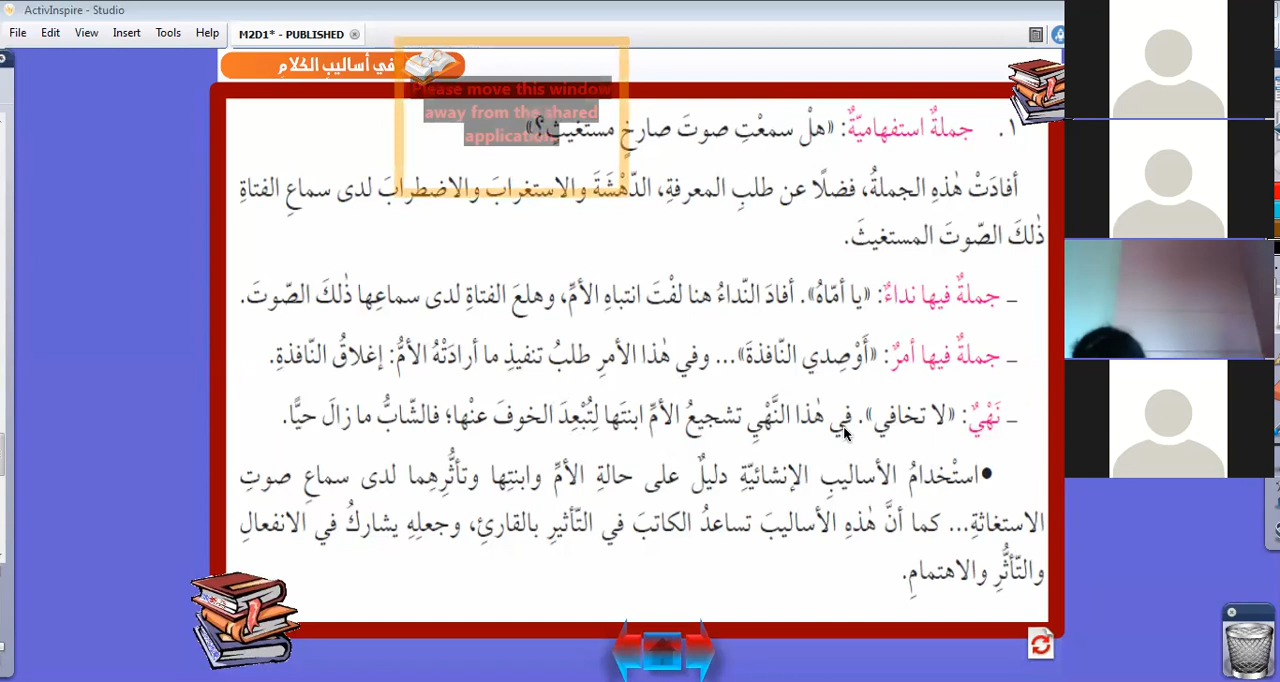 ActivInspire - Studio
File Edit View Insert Tools Help
M2D1* - PUBLISHED
في أساليبِ الكلامِ
Please move this window
away from the shared
application.
١. جملةٌ استفهاميّةٌ: «هلْ سمعْتِ صوتَ صارخٍ مستغيثٍ؟»
أفادَتْ هٰذِهِ الجملةُ، فضلًا عن طلبِ المعرفةِ، الدّهْشَةَ والاستغرابَ والاضطرابَ لدى سماعِ الفتاةِ
ذٰلكَ الصّوتَ المستغيثَ.
– جملةٌ فيها نداءٌ: «يا أمّاهُ». أفادَ النّداءُ هنا لفْتَ انتباهِ الأمِّ، وهلعَ الفتاةِ لدى سماعِها ذٰلكَ الصّوتَ.
– جملةٌ فيها أمرٌ: «أَوْصِدي النّافذةَ»... وفي هٰذا الأمرِ طلبُ تنفيذِ ما أرادَتْهُ الأمُّ: إغلاقُ النّافذةِ.
– نَهْيٌ: «لا تخافي». في هٰذا النَّهْيِ تشجيعُ الأمِّ ابنتَها لِتُبْعِدَ الخوفَ عنْها؛ فالشّابُّ ما زالَ حيًّا.
• استْخدامُ الأساليبِ الإنشائيّةِ دليلٌ على حالةِ الأمِّ وابنتِها وتأثُّرِهِما لدى سماعِ صوتِ
الاستغاثةِ... كما أنَّ هٰذِهِ الأساليبَ تساعدُ الكاتبَ في التّأثيرِ بالقارئِ، وجعلِهِ يشاركُ في الانفعالِ
والتّأثُّرِ والاهتمامِ.